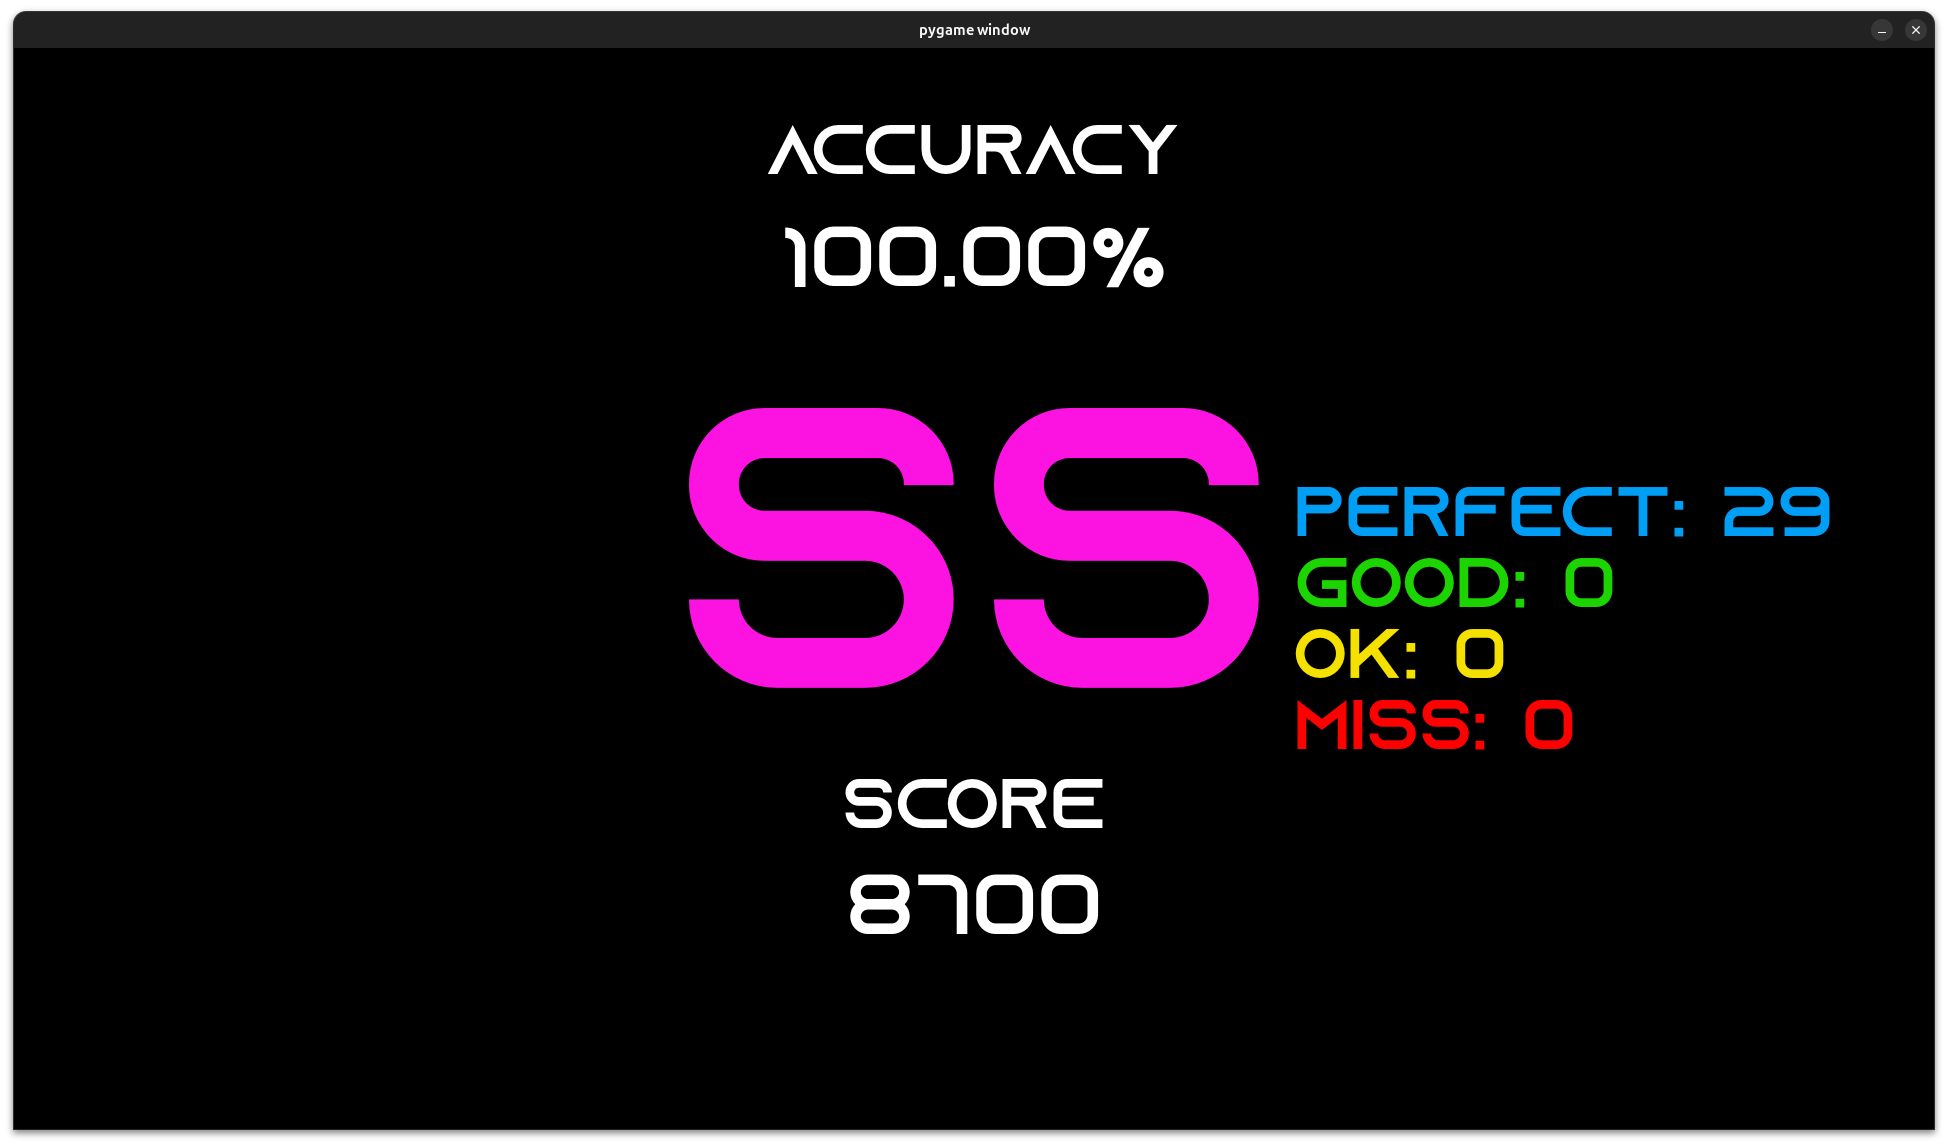 pygame window
ACCURACY
100.00%
SS
PERFECT: 29
GOOD: 0
OK: 0
MISS: 0
SCORE
8700